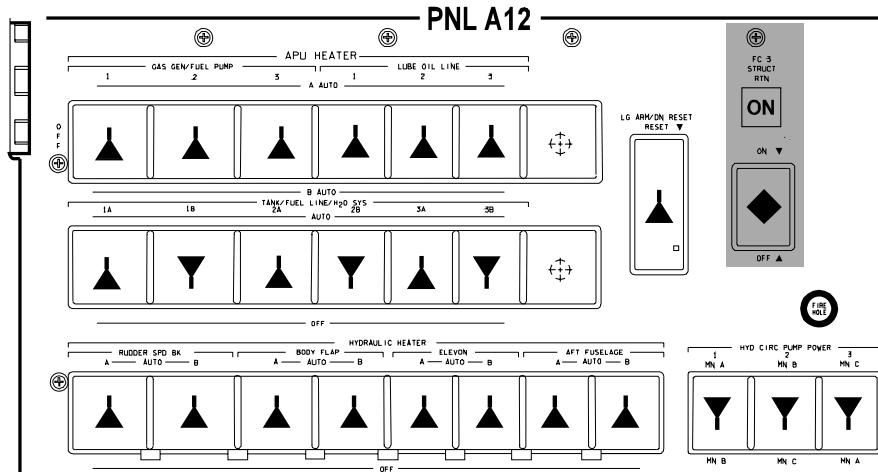 PNL A12
APU HEATER
GAS GEN/FUEL PUMP LUBE OIL LINE
1 2 3 1 2 3
A AUTO
OFF
B AUTO
TANK/FUEL LINE/H2O SYS
1A 1B 2A 2B 3A 3B
AUTO
OFF
LG ARM/DN RESET
RESET ▼
FC 3
STRUCT
RTN
ON
ON ▼
OFF ▲
FIRE
HOLE
HYDRAULIC HEATER
RUDDER SPD BK BODY FLAP ELEVON AFT FUSELAGE
A AUTO B A AUTO B A AUTO B A AUTO B
OFF
HYD CIRC PUMP POWER
1 2 3
MN A MN B MN C
MN B MN C MN A